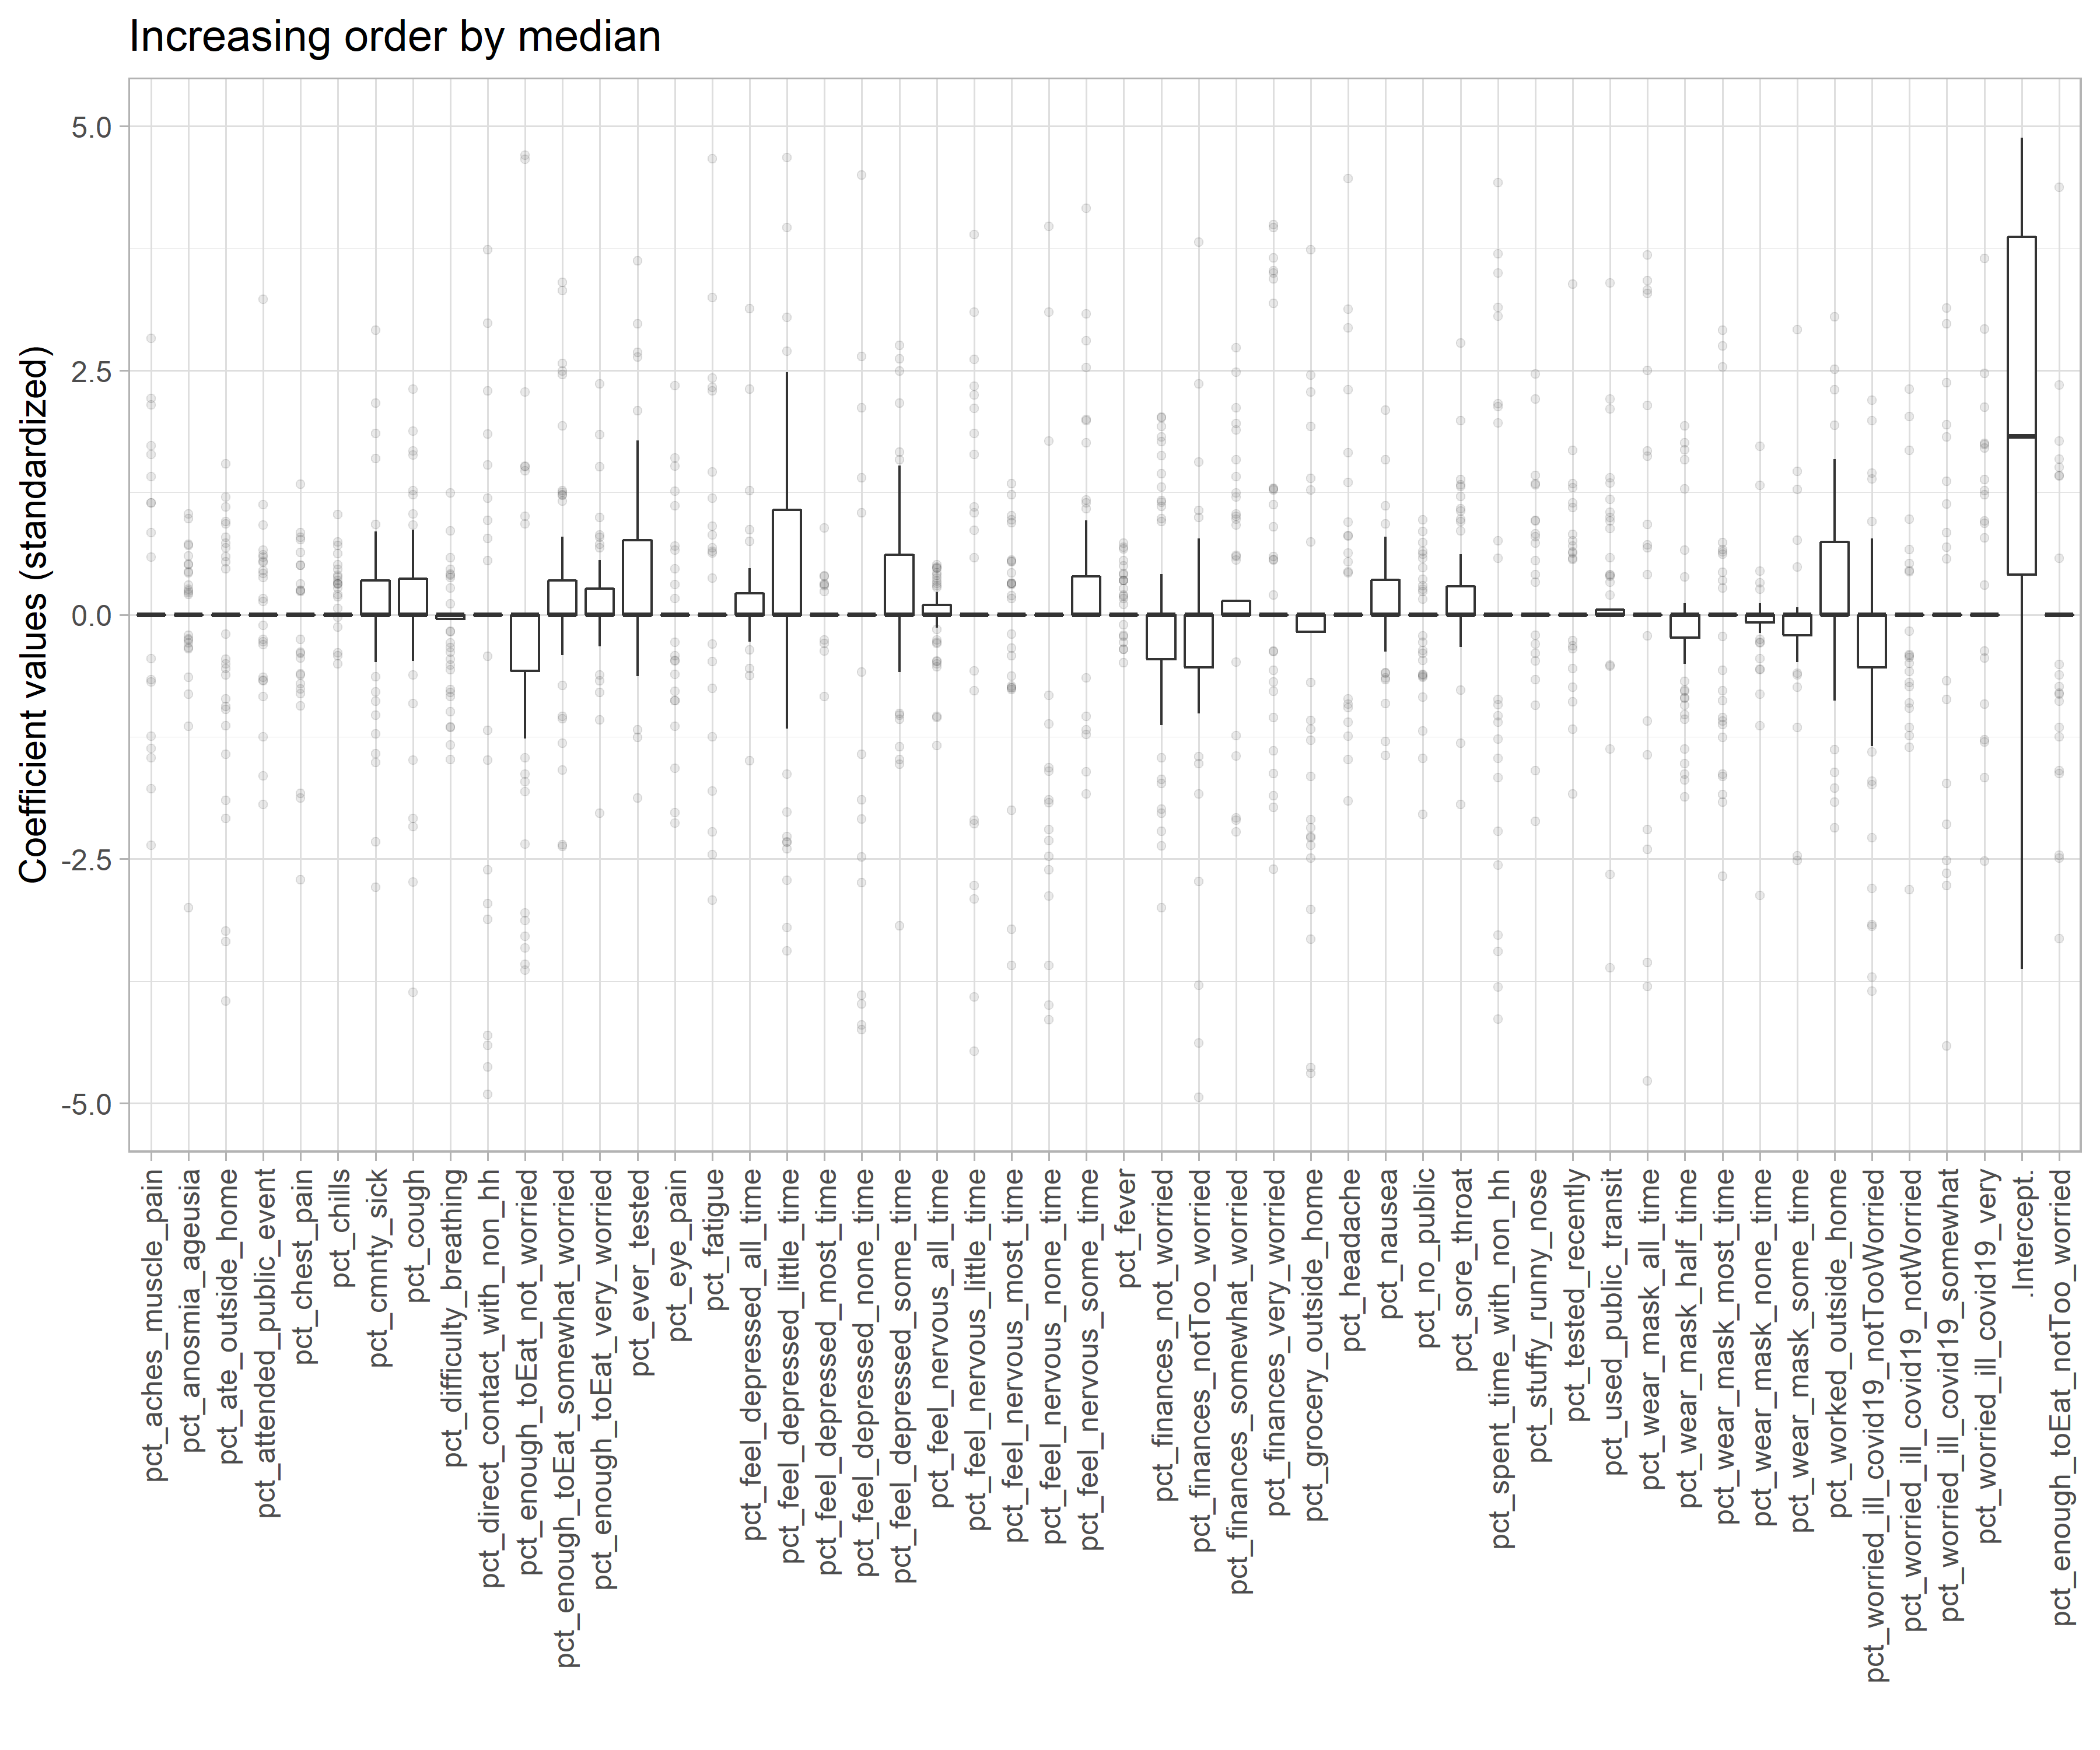 Increasing order by median
Coefficient values (standardized)
5.0
2.5
0.0
-2.5
-5.0
pct_aches_muscle_pain
pct_anosmia_ageusia
pct_ate_outside_home
pct_attended_public_event
pct_chest_pain
pct_chills
pct_cmnty_sick
pct_cough
pct_difficulty_breathing
pct_direct_contact_with_non_hh
pct_enough_toEat_not_worried
pct_enough_toEat_somewhat_worried
pct_enough_toEat_very_worried
pct_ever_tested
pct_eye_pain
pct_fatigue
pct_feel_depressed_all_time
pct_feel_depressed_little_time
pct_feel_depressed_most_time
pct_feel_depressed_none_time
pct_feel_depressed_some_time
pct_feel_nervous_all_time
pct_feel_nervous_little_time
pct_feel_nervous_most_time
pct_feel_nervous_none_time
pct_feel_nervous_some_time
pct_fever
pct_finances_not_worried
pct_finances_notToo_worried
pct_finances_somewhat_worried
pct_finances_very_worried
pct_grocery_outside_home
pct_headache
pct_nausea
pct_no_public
pct_sore_throat
pct_spent_time_with_non_hh
pct_stuffy_runny_nose
pct_tested_recently
pct_used_public_transit
pct_wear_mask_all_time
pct_wear_mask_half_time
pct_wear_mask_most_time
pct_wear_mask_none_time
pct_wear_mask_some_time
pct_worked_outside_home
pct_worried_ill_covid19_notTooWorried
pct_worried_ill_covid19_notWorried
pct_worried_ill_covid19_somewhat
pct_worried_ill_covid19_very
.Intercept.
pct_enough_toEat_notToo_worried